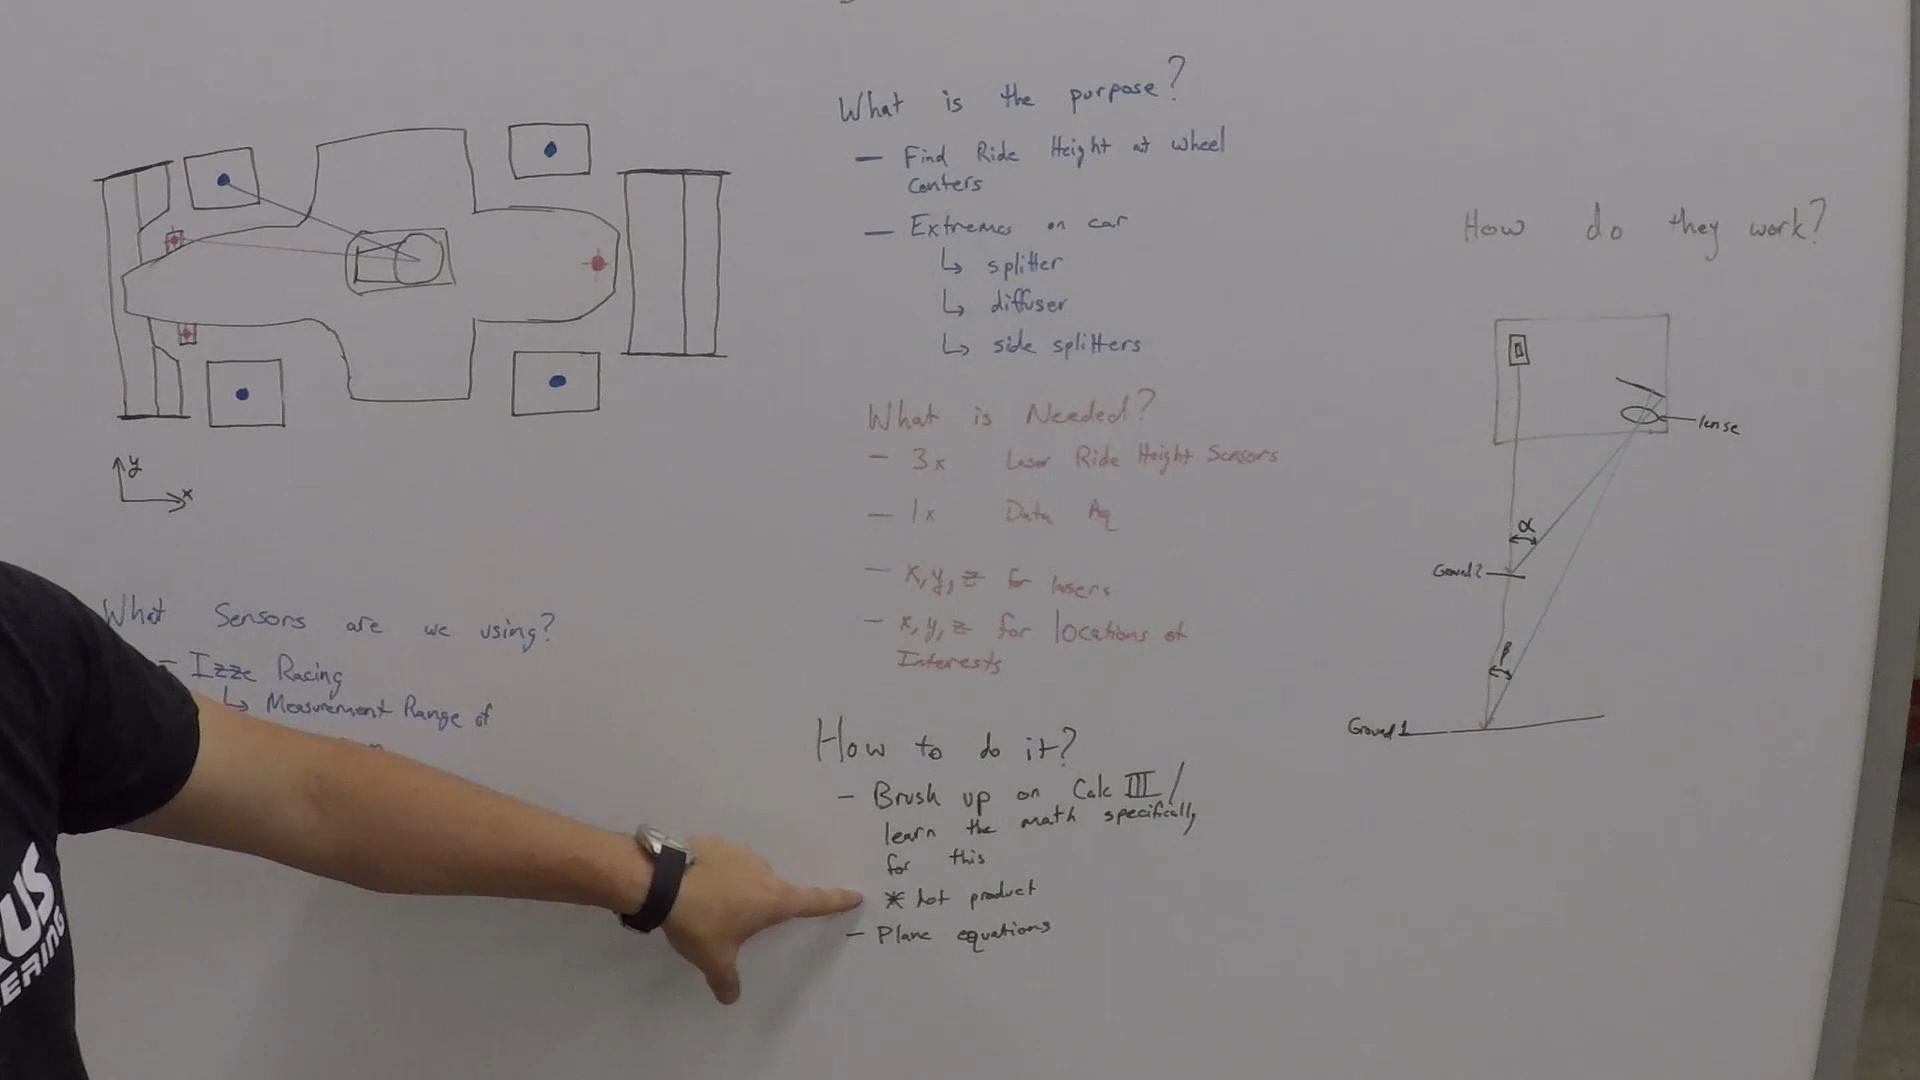 What is the purpose?
— Find Ride Height at Wheel
Centers
— Extremes on car
↳ splitter
↳ diffuser
↳ side splitters
What is Needed?
— 3x Laser Ride Height Sensors
— 1x Data Aq
— x, y, z for lasers
— x, y, z for locations of
Interests
How to do it?
— Brush up on Calc III /
learn the math specifically
for this
* Dot product
— Plane equations
y
x
What Sensors are we using?
— Izze Racing
↳ Measurement Range of
How do they work?
lense
α
Ground 2
β
Ground 1
US
ERING